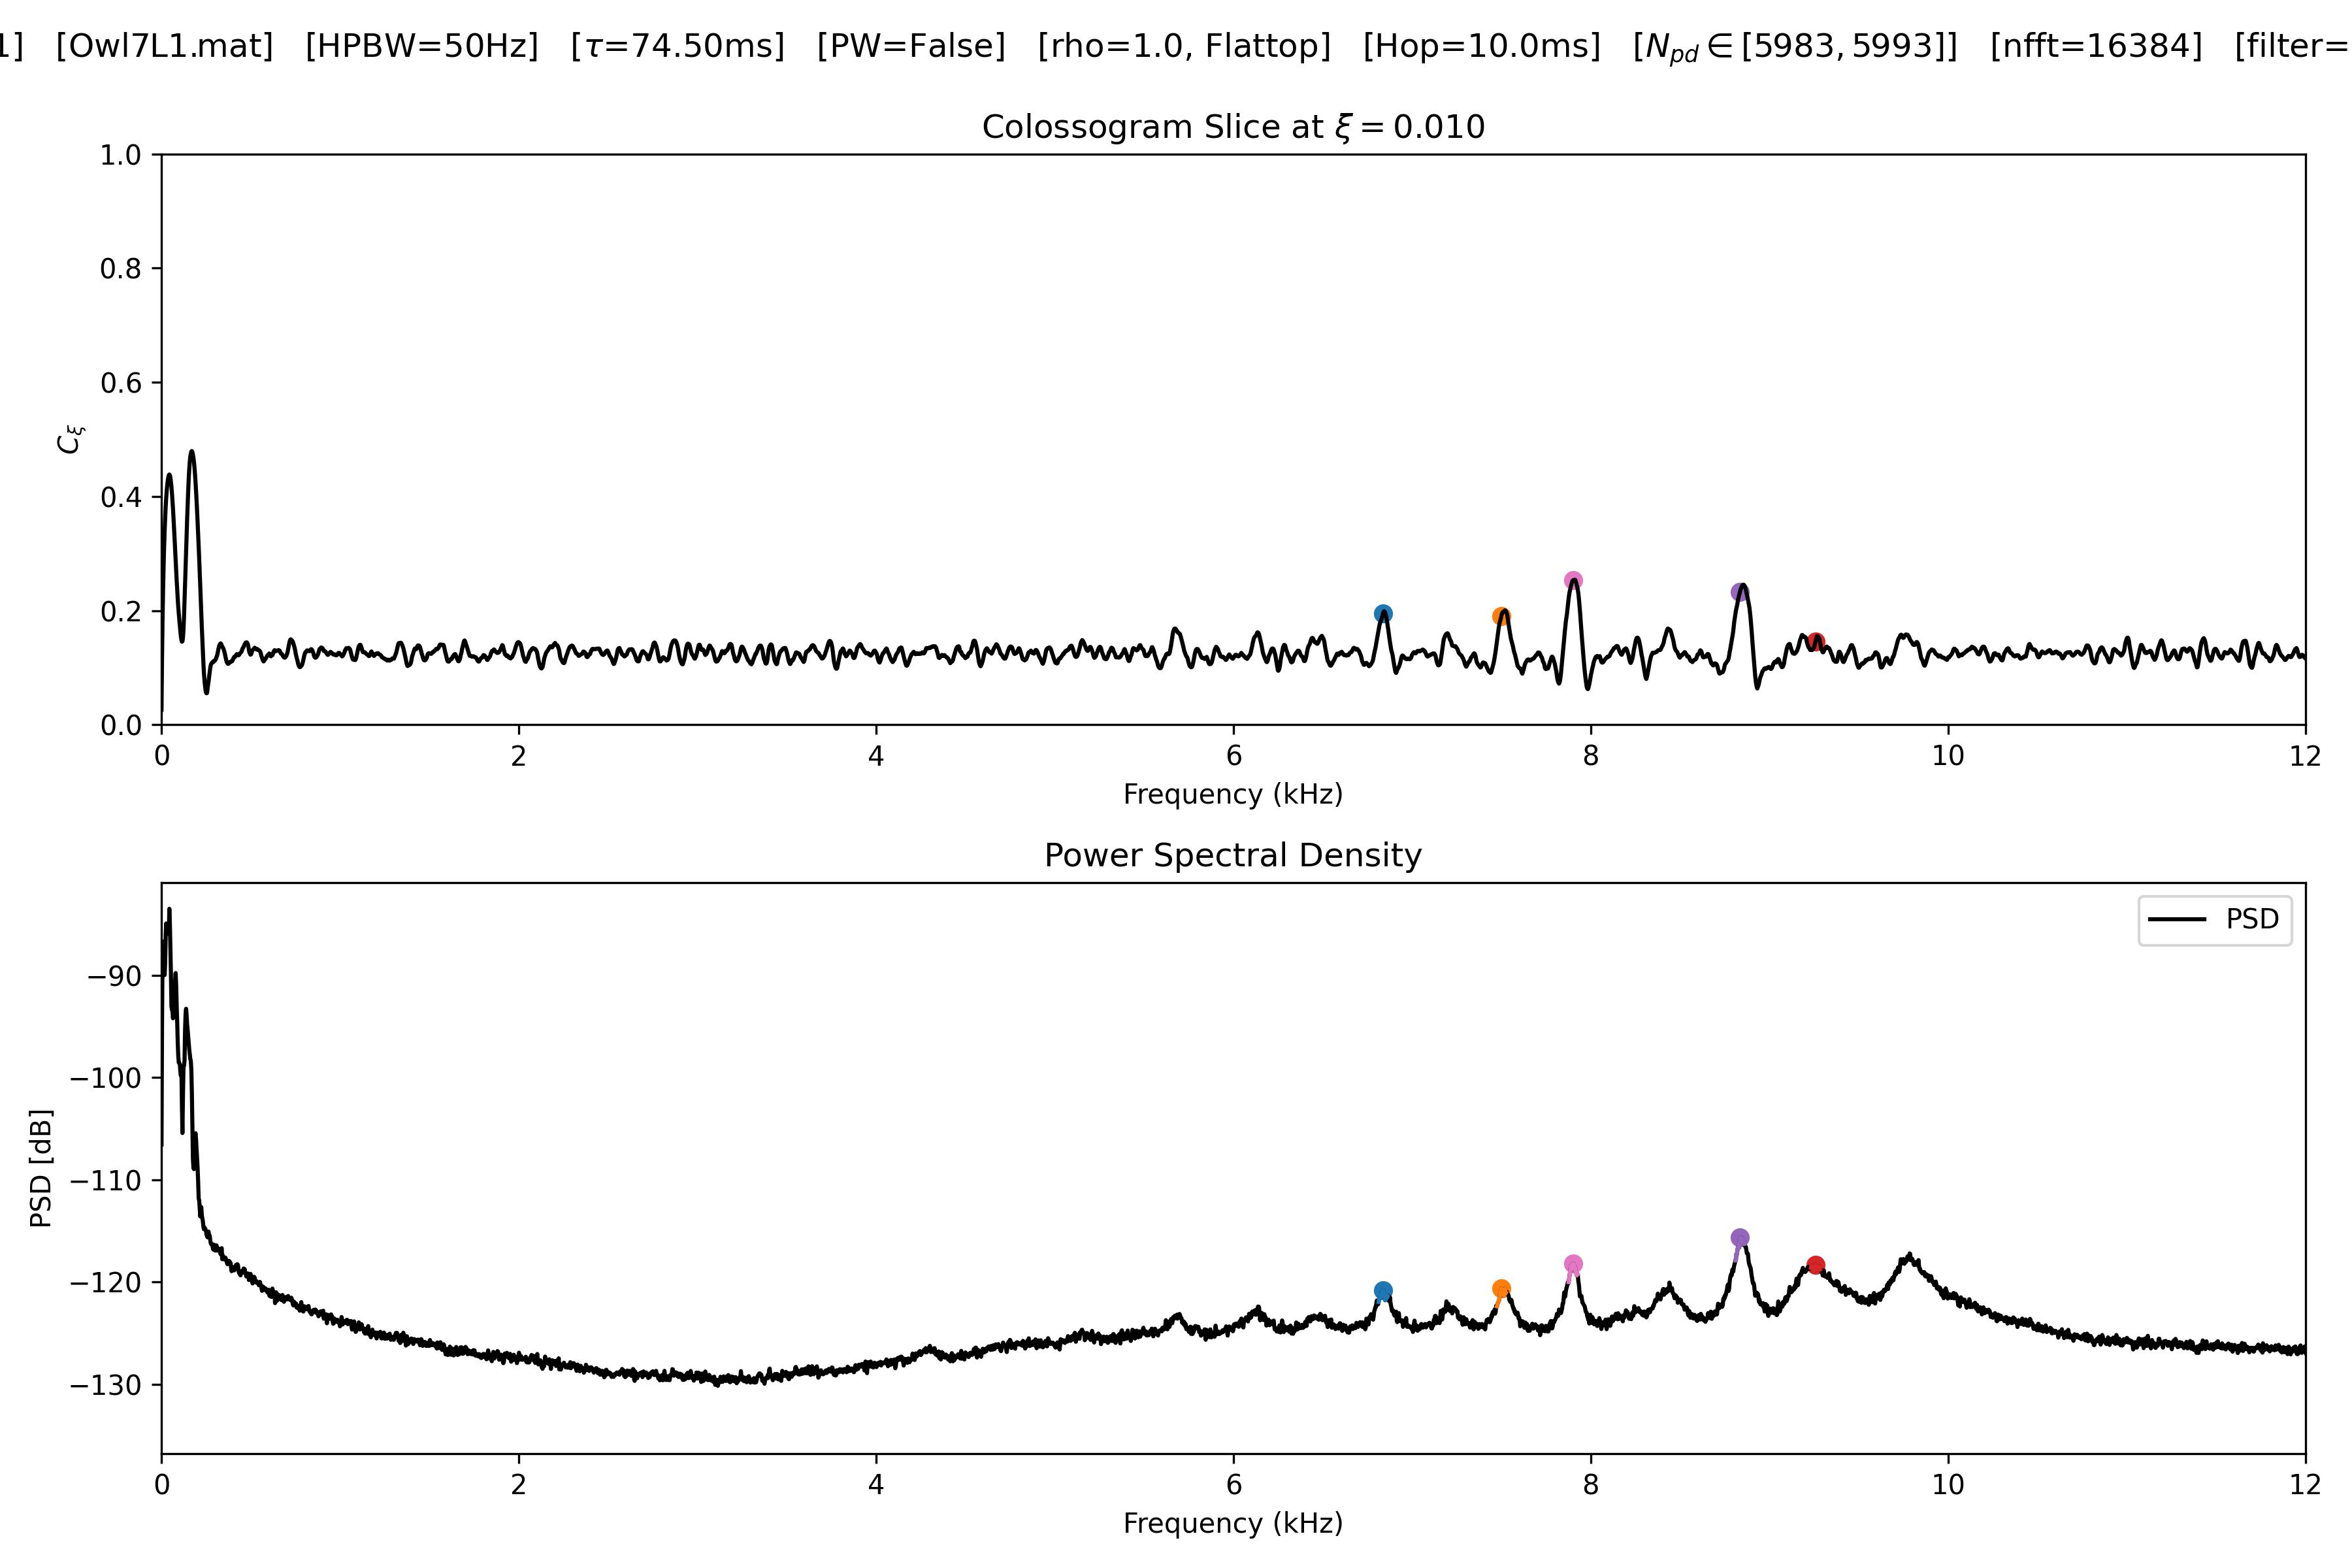 1] [Owl7L1.mat] [HPBW=50Hz] [τ=74.50ms] [PW=False] [rho=1.0, Flattop] [Hop=10.0ms] [N_pd ∈ [5983, 5993]] [nfft=16384] [filter=
Colossogram Slice at ξ = 0.010
1.0
0.8
0.6
0.4
0.2
0.0
C_ξ
0 2 4 6 8 10 12
Frequency (kHz)
Power Spectral Density
PSD
−90
−100
−110
−120
−130
PSD [dB]
0 2 4 6 8 10 12
Frequency (kHz)